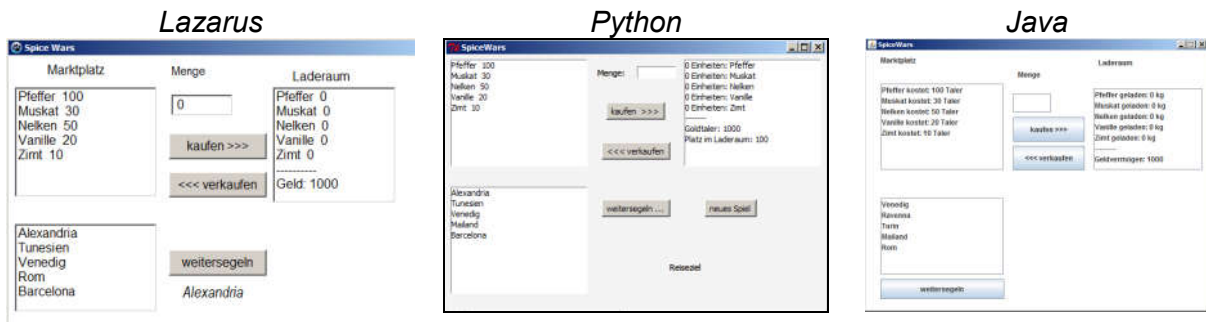 Lazarus
Spice Wars
Marktplatz
Menge
Laderaum
Pfeffer 100
Muskat 30
Nelken 50
Vanille 20
Zimt 10
0
kaufen >>>
<<< verkaufen
Pfeffer 0
Muskat 0
Nelken 0
Vanille 0
Zimt 0
----------
Geld: 1000
Alexandria
Tunesien
Venedig
Rom
Barcelona
weitersegeln
Alexandria
Python
SpiceWars
Pfeffer 100
Muskat 30
Nelken 50
Vanille 20
Zimt 10
Menge:
kaufen >>>
<<< verkaufen
0 Einheiten: Pfeffer
0 Einheiten: Muskat
0 Einheiten: Nelken
0 Einheiten: Vanille
0 Einheiten: Zimt
-------
Goldtaler: 1000
Platz im Laderaum: 100
Alexandria
Tunesien
Venedig
Mailand
Barcelona
weitersegeln ...
neues Spiel
Reiseziel
Java
SpiceWars
Marktplatz
Menge
Laderaum
Pfeffer kostet: 100 Taler
Muskat kostet: 30 Taler
Nelken kostet: 50 Taler
Vanille kostet: 20 Taler
Zimt kostet: 10 Taler
kaufen >>>
<<< verkaufen
Pfeffer geladen: 0 kg
Muskat geladen: 0 kg
Nelken geladen: 0 kg
Vanille geladen: 0 kg
Zimt geladen: 0 kg
--------
Geldvermögen: 1000
Venedig
Ravenna
Turin
Mailand
Rom
weitersegeln